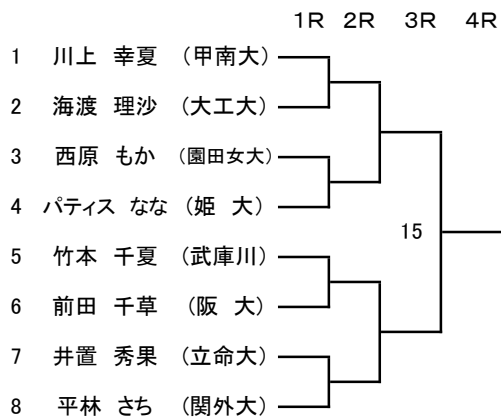 1R 2R 3R 4R
1 川上 幸夏 (甲南大)
2 海渡 理沙 (大工大)
3 西原 もか (園田女大)
4 パティス なな (姫 大)
15
5 竹本 千夏 (武庫川)
6 前田 千草 (阪 大)
7 井置 秀果 (立命大)
8 平林 さち (関外大)